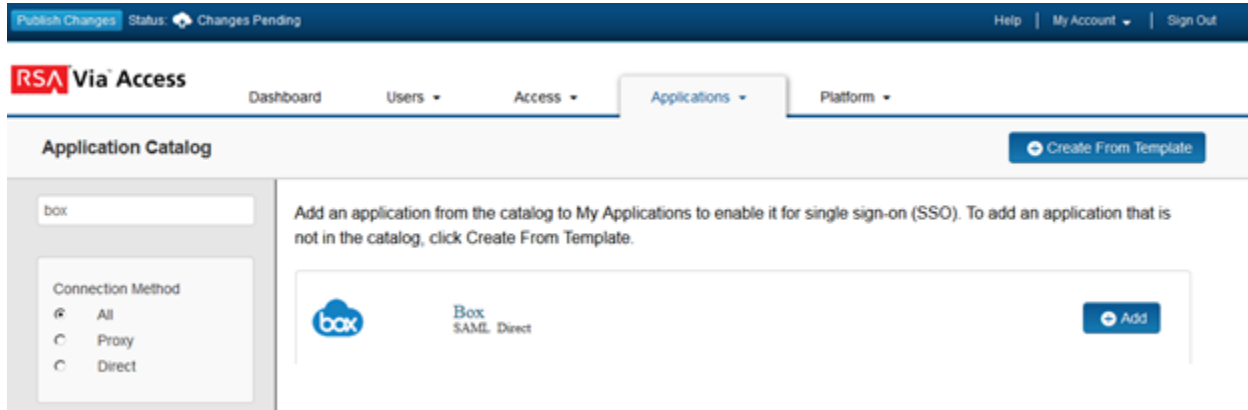 Publish Changes Status: Changes Pending Help | My Account | Sign Out
RSA Via Access
Dashboard Users Access Applications Platform
Application Catalog
Create From Template
box
Add an application from the catalog to My Applications to enable it for single sign-on (SSO). To add an application that is
not in the catalog, click Create From Template.
Connection Method
All
Proxy
Direct
box
Box
SAML Direct
Add